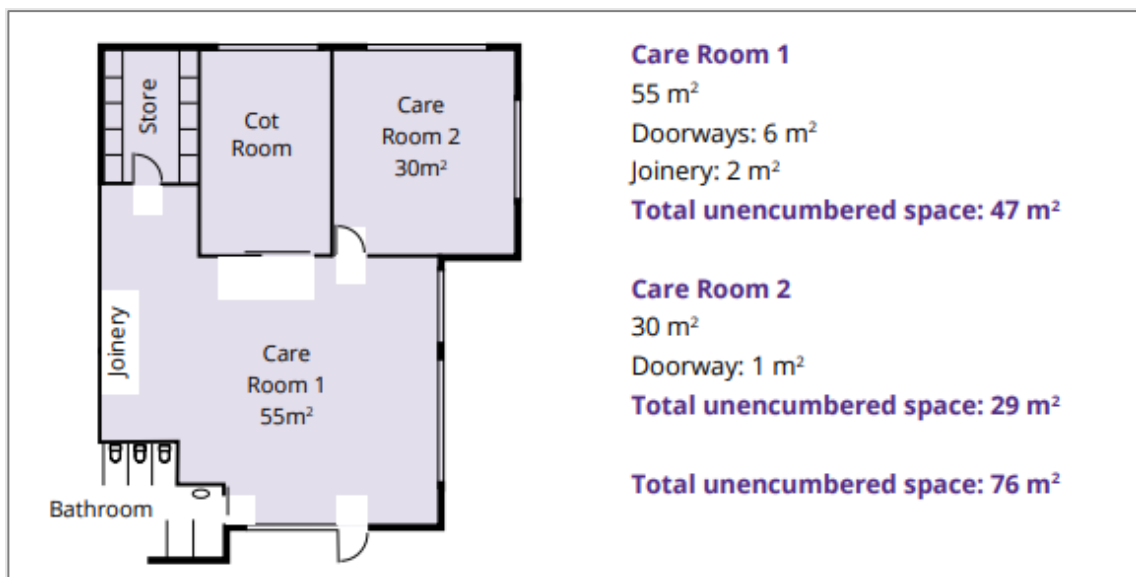 Store
Cot
Room
Care
Room 2
30m²
Joinery
Care
Room 1
55m²
Bathroom
Care Room 1
55 m²
Doorways: 6 m²
Joinery: 2 m²
Total unencumbered space: 47 m²
Care Room 2
30 m²
Doorway: 1 m²
Total unencumbered space: 29 m²
Total unencumbered space: 76 m²